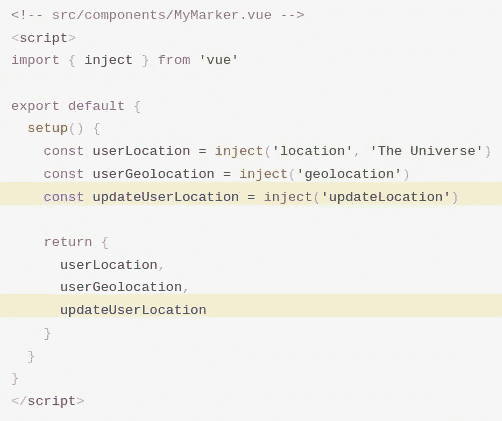 <!-- src/components/MyMarker.vue -->
<script>
import { inject } from 'vue'

export default {
  setup() {
    const userLocation = inject('location', 'The Universe')
    const userGeolocation = inject('geolocation')
    const updateUserLocation = inject('updateLocation')

    return {
      userLocation,
      userGeolocation,
      updateUserLocation
    }
  }
}
</script>